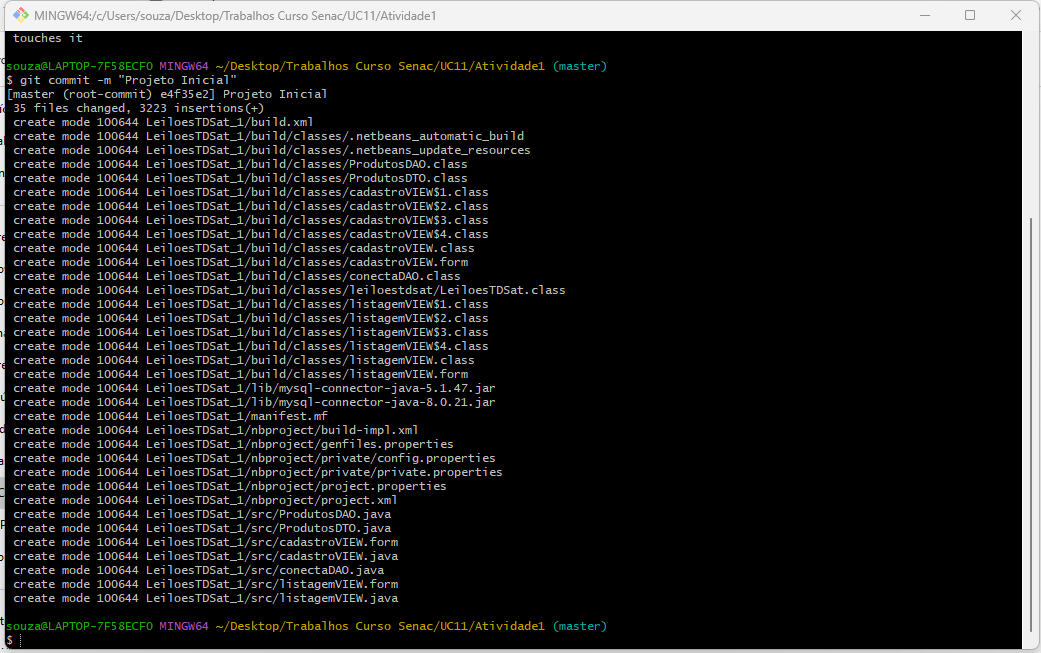 MINGW64:/c/Users/souza/Desktop/Trabalhos Curso Senac/UC11/Atividade1
touches it
souza@LAPTOP-7F58ECFO MINGW64 ~/Desktop/Trabalhos Curso Senac/UC11/Atividade1 (master)
$ git commit -m "Projeto Inicial"
[master (root-commit) e4f35e2] Projeto Inicial
35 files changed, 3223 insertions(+)
create mode 100644 LeiloesTDSat_1/build.xml
create mode 100644 LeiloesTDSat_1/build/classes/.netbeans_automatic_build
create mode 100644 LeiloesTDSat_1/build/classes/.netbeans_update_resources
create mode 100644 LeiloesTDSat_1/build/classes/ProdutosDAO.class
create mode 100644 LeiloesTDSat_1/build/classes/ProdutosDTO.class
create mode 100644 LeiloesTDSat_1/build/classes/cadastroVIEW$1.class
create mode 100644 LeiloesTDSat_1/build/classes/cadastroVIEW$2.class
create mode 100644 LeiloesTDSat_1/build/classes/cadastroVIEW$3.class
create mode 100644 LeiloesTDSat_1/build/classes/cadastroVIEW$4.class
create mode 100644 LeiloesTDSat_1/build/classes/cadastroVIEW.class
create mode 100644 LeiloesTDSat_1/build/classes/cadastroVIEW.form
create mode 100644 LeiloesTDSat_1/build/classes/conectaDAO.class
create mode 100644 LeiloesTDSat_1/build/classes/leiloestdsat/LeiloesTDSat.class
create mode 100644 LeiloesTDSat_1/build/classes/listagemVIEW$1.class
create mode 100644 LeiloesTDSat_1/build/classes/listagemVIEW$2.class
create mode 100644 LeiloesTDSat_1/build/classes/listagemVIEW$3.class
create mode 100644 LeiloesTDSat_1/build/classes/listagemVIEW$4.class
create mode 100644 LeiloesTDSat_1/build/classes/listagemVIEW.class
create mode 100644 LeiloesTDSat_1/build/classes/listagemVIEW.form
create mode 100644 LeiloesTDSat_1/lib/mysql-connector-java-5.1.47.jar
create mode 100644 LeiloesTDSat_1/lib/mysql-connector-java-8.0.21.jar
create mode 100644 LeiloesTDSat_1/manifest.mf
create mode 100644 LeiloesTDSat_1/nbproject/build-impl.xml
create mode 100644 LeiloesTDSat_1/nbproject/genfiles.properties
create mode 100644 LeiloesTDSat_1/nbproject/private/config.properties
create mode 100644 LeiloesTDSat_1/nbproject/private/private.properties
create mode 100644 LeiloesTDSat_1/nbproject/project.properties
create mode 100644 LeiloesTDSat_1/nbproject/project.xml
create mode 100644 LeiloesTDSat_1/src/ProdutosDAO.java
create mode 100644 LeiloesTDSat_1/src/ProdutosDTO.java
create mode 100644 LeiloesTDSat_1/src/cadastroVIEW.form
create mode 100644 LeiloesTDSat_1/src/cadastroVIEW.java
create mode 100644 LeiloesTDSat_1/src/conectaDAO.java
create mode 100644 LeiloesTDSat_1/src/listagemVIEW.form
create mode 100644 LeiloesTDSat_1/src/listagemVIEW.java
souza@LAPTOP-7F58ECFO MINGW64 ~/Desktop/Trabalhos Curso Senac/UC11/Atividade1 (master)
$